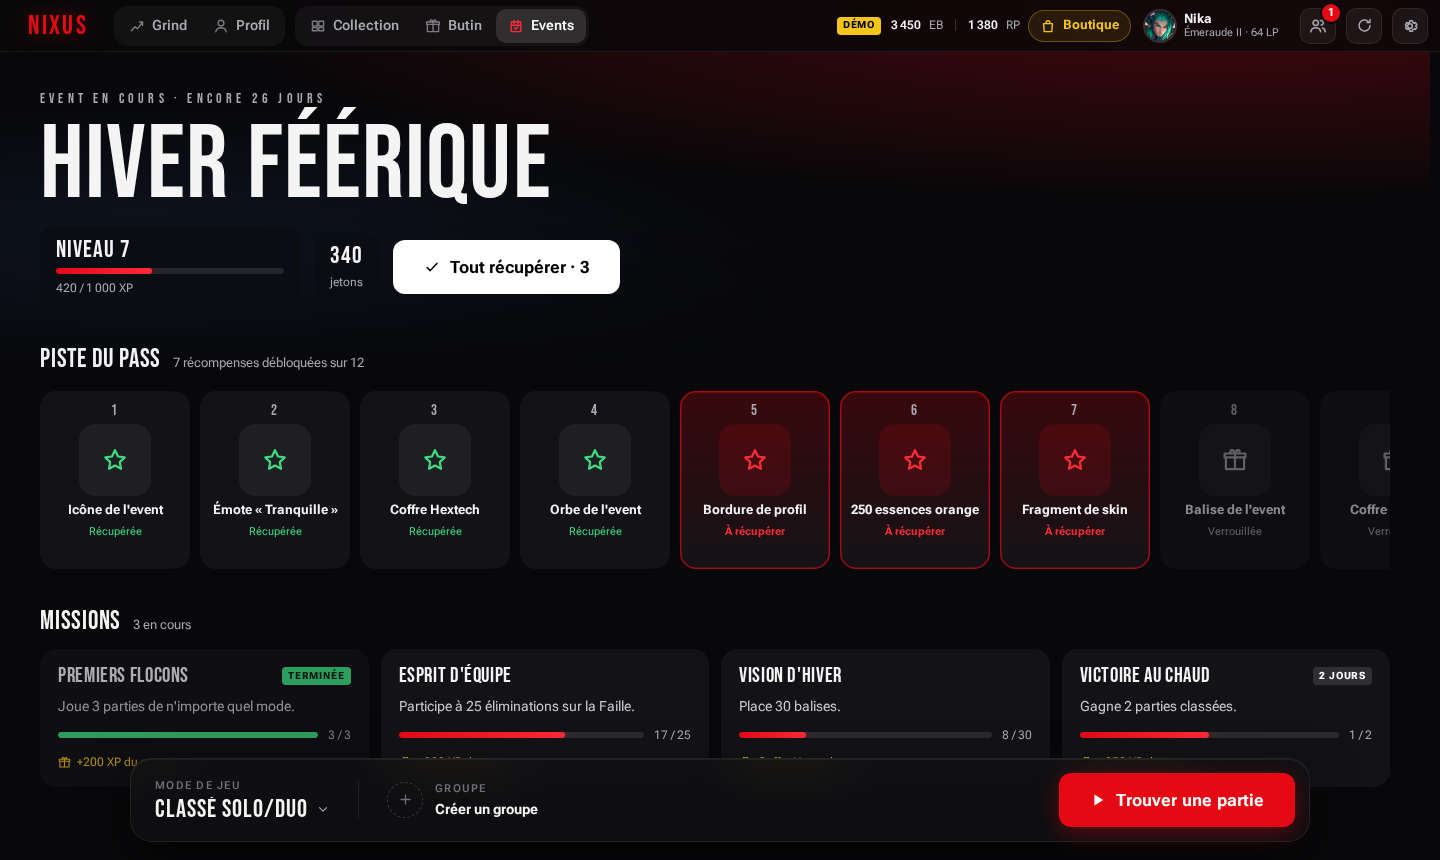 NIXUS
Grind
Profil
Collection
Butin
Events
DÉMO
3 450 EB
1 380 RP
Boutique
Nika
Émeraude II · 64 LP
1
EVENT EN COURS · ENCORE 26 JOURS
HIVER FÉÉRIQUE
NIVEAU 7
420 / 1 000 XP
340
jetons
Tout récupérer · 3
PISTE DU PASS
7 récompenses débloquées sur 12
1
Icône de l'event
Récupérée
2
Émote « Tranquille »
Récupérée
3
Coffre Hextech
Récupérée
4
Orbe de l'event
Récupérée
5
Bordure de profil
À récupérer
6
250 essences orange
À récupérer
7
Fragment de skin
À récupérer
8
Balise de l'event
Verrouillée
Coffre
MISSIONS
3 en cours
PREMIERS FLOCONS
TERMINÉE
Joue 3 parties de n'importe quel mode.
3 / 3
+200 XP du
ESPRIT D'ÉQUIPE
Participe à 25 éliminations sur la Faille.
17 / 25
VISION D'HIVER
Place 30 balises.
8 / 30
VICTOIRE AU CHAUD
2 JOURS
Gagne 2 parties classées.
1 / 2
MODE DE JEU
CLASSÉ SOLO/DUO
GROUPE
Créer un groupe
Trouver une partie